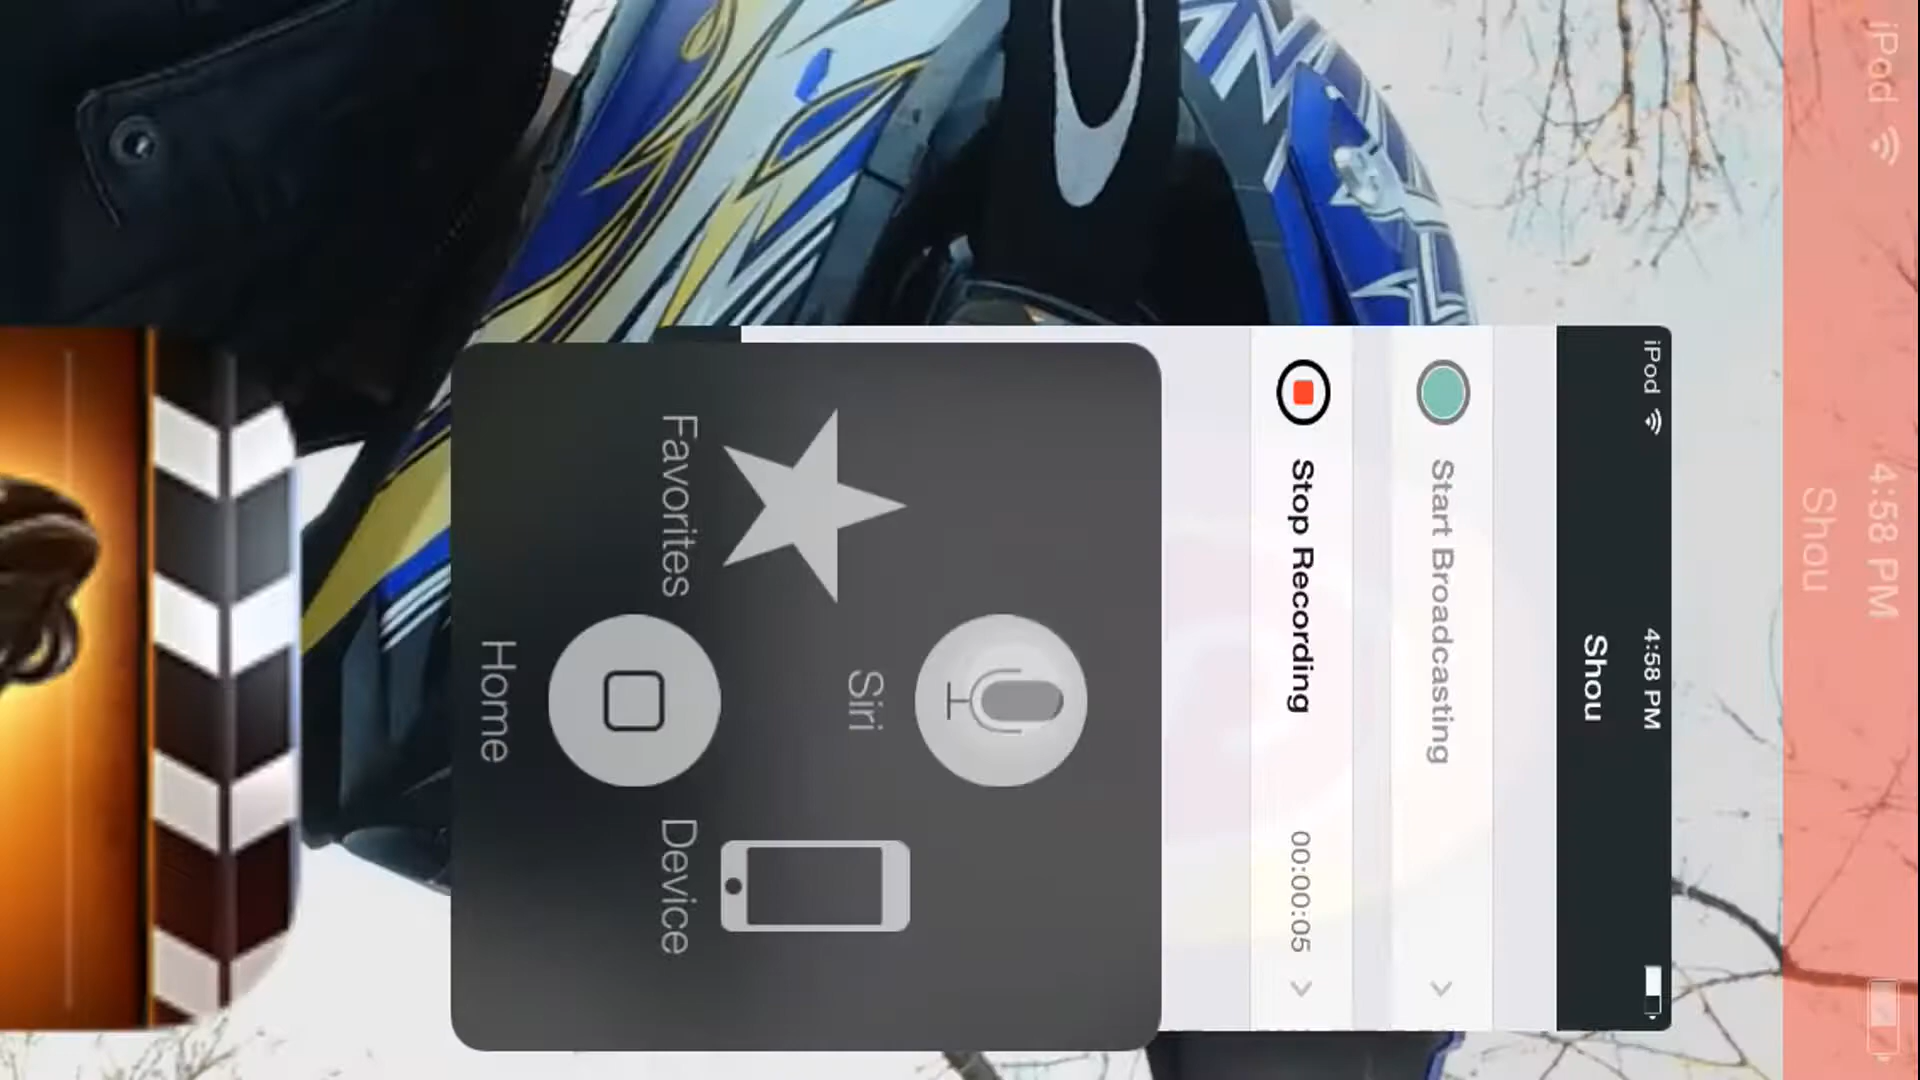 iPod
4:58 PM
Shou
iPod
4:58 PM
Shou
Start Broadcasting
Stop Recording
00:00:05
Siri
Favorites
Device
Home